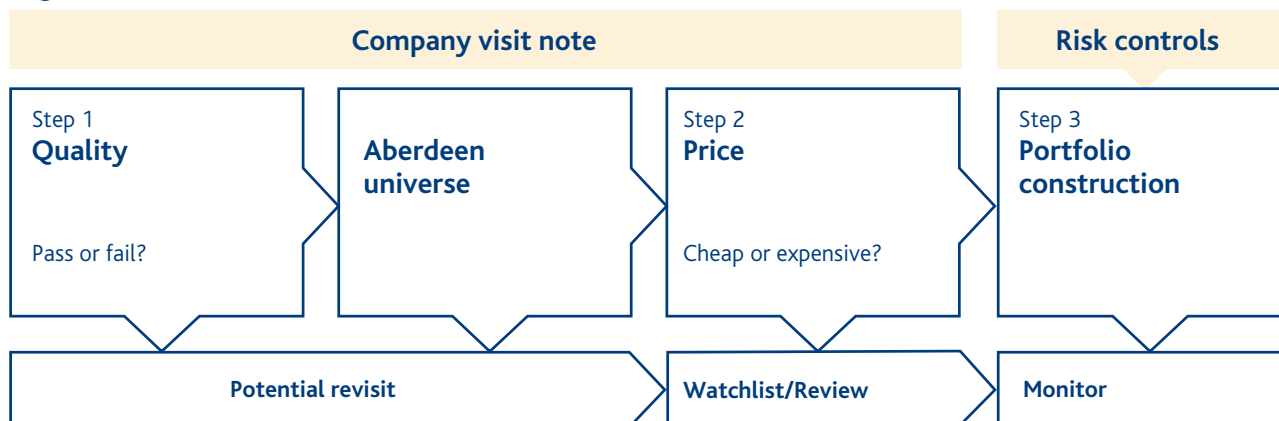 Company visit note
Risk controls
Step 1
Quality
Pass or fail?
Aberdeen
universe
Step 2
Price
Cheap or expensive?
Step 3
Portfolio
construction
Potential revisit
Watchlist/Review
Monitor